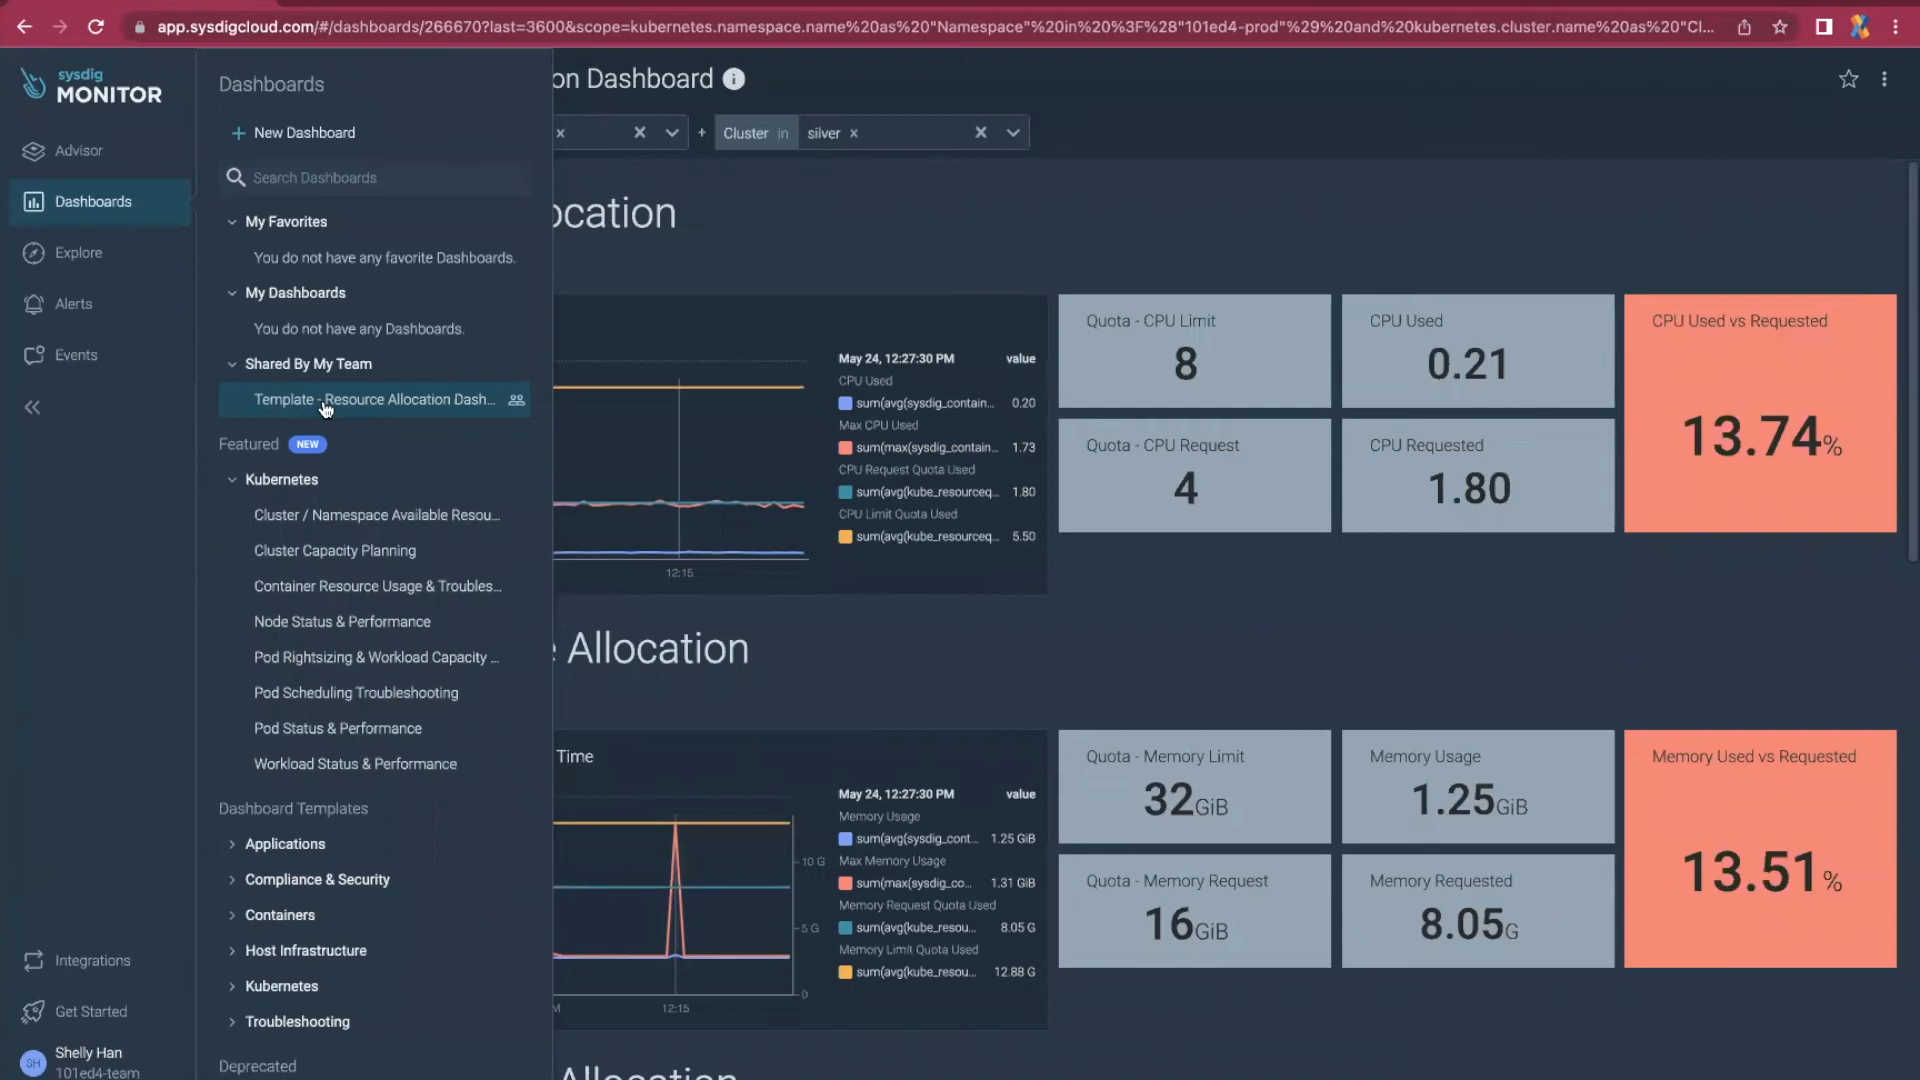 app.sysdigcloud.com/#/dashboards/266670?last=3600&scope=kubernetes.namespace.name%20as%20"Namespace"%20in%20%3F%28"101ed4-prod"%29%20and%20kubernetes.cluster.name%20as%20"Cl...
sysdig
MONITOR
Advisor
Dashboards
Explore
Alerts
Events
Integrations
Get Started
SH
Shelly Han
101ed4-team
Dashboards
+ New Dashboard
Search Dashboards
My Favorites
You do not have any favorite Dashboards.
My Dashboards
You do not have any Dashboards.
Shared By My Team
Template - Resource Allocation Dash...
Featured NEW
Kubernetes
Cluster / Namespace Available Resou...
Cluster Capacity Planning
Container Resource Usage & Troubles...
Node Status & Performance
Pod Rightsizing & Workload Capacity ...
Pod Scheduling Troubleshooting
Pod Status & Performance
Workload Status & Performance
Dashboard Templates
Applications
Compliance & Security
Containers
Host Infrastructure
Kubernetes
Troubleshooting
Deprecated
on Dashboard
+ Cluster in silver
ocation
May 24, 12:27:30 PM value
CPU Used
sum(avg(sysdig_contain... 0.20
Max CPU Used
sum(max(sysdig_contain... 1.73
CPU Request Quota Used
sum(avg(kube_resourceq... 1.80
CPU Limit Quota Used
sum(avg(kube_resourceq... 5.50
12:15
Quota - CPU Limit
8
CPU Used
0.21
CPU Used vs Requested
13.74%
Quota - CPU Request
4
CPU Requested
1.80
e Allocation
Time
May 24, 12:27:30 PM value
Memory Usage
sum(avg(sysdig_cont... 1.25 GiB
Max Memory Usage
sum(max(sysdig_co... 1.31 GiB
Memory Request Quota Used
sum(avg(kube_resou... 8.05 G
Memory Limit Quota Used
sum(avg(kube_resou... 12.88 G
10 G
5 G
0
M
12:15
Quota - Memory Limit
32GiB
Memory Usage
1.25GiB
Memory Used vs Requested
13.51%
Quota - Memory Request
16GiB
Memory Requested
8.05G
Allocation